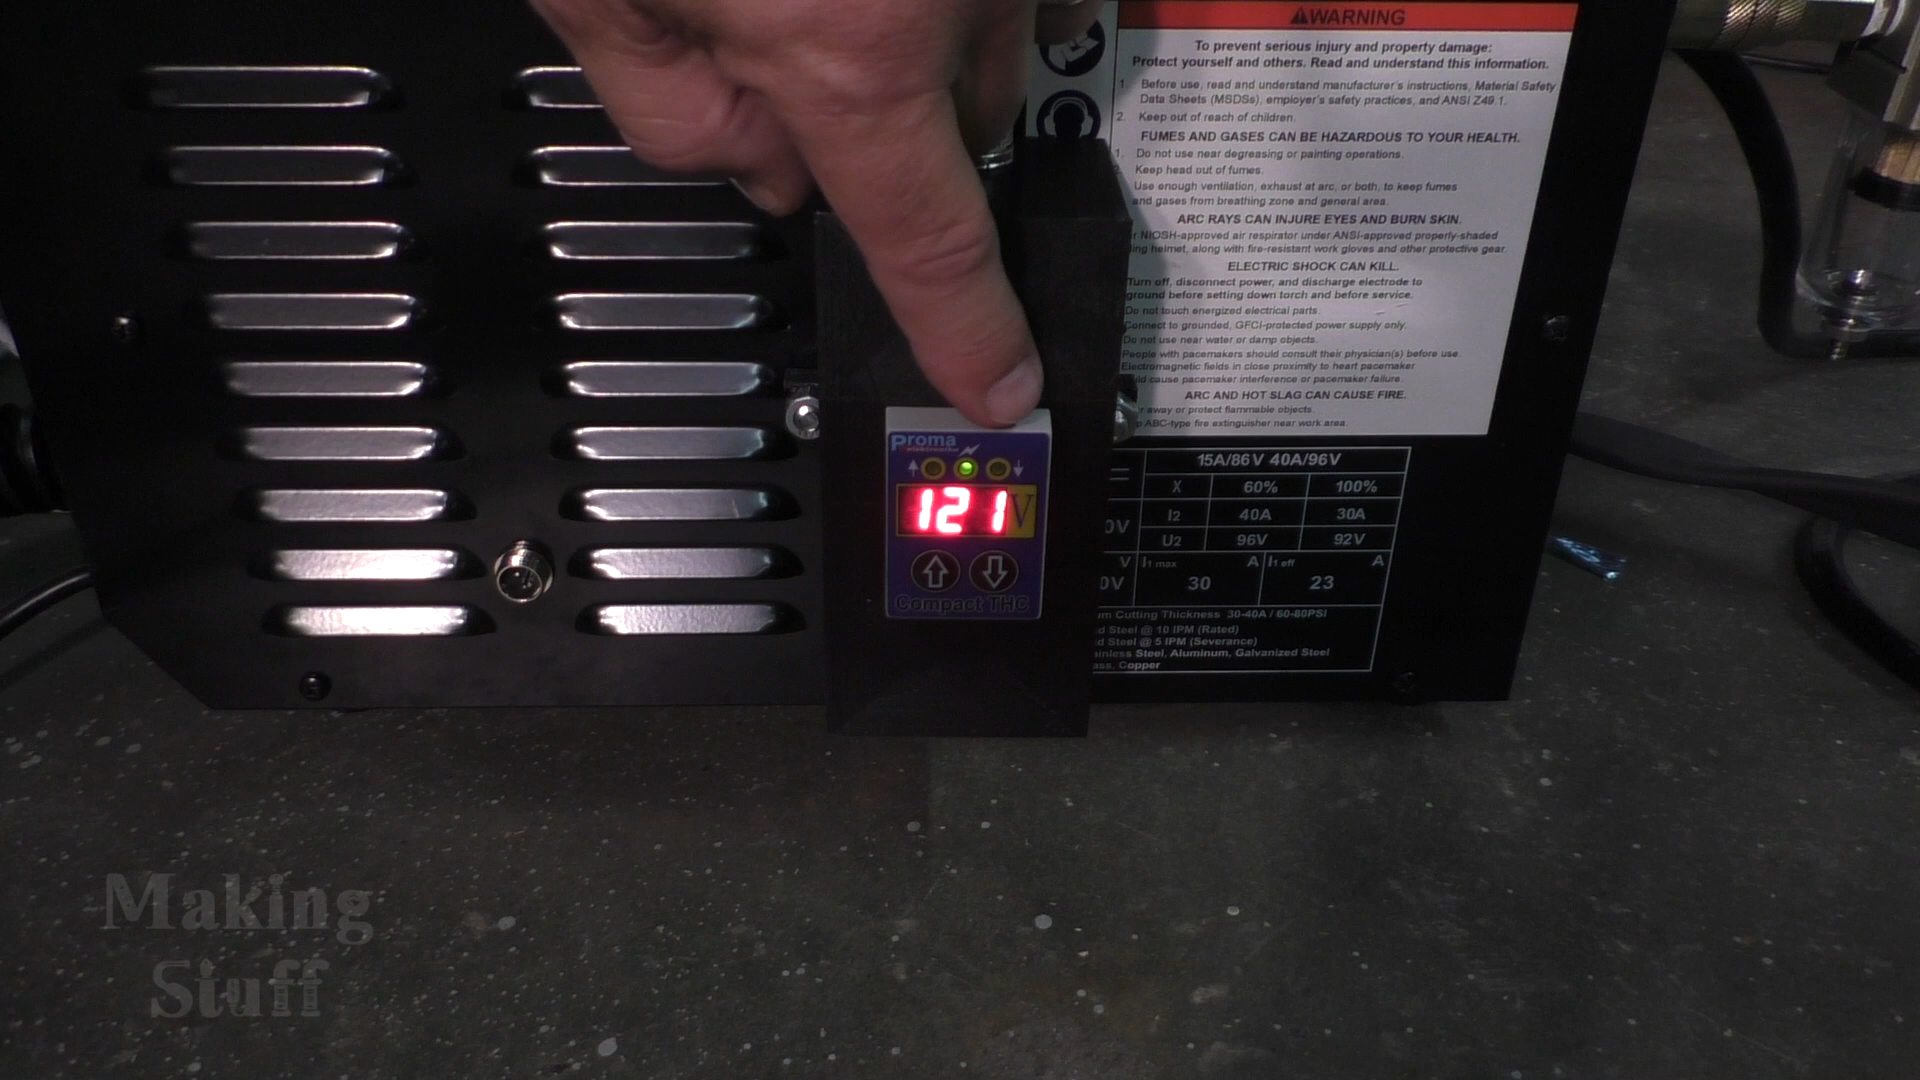 WARNING
To prevent serious injury and property damage:
Protect yourself and others. Read and understand this information.
1. Before use, read and understand manufacturer's instructions, Material Safety
Data Sheets (MSDSs), employer's safety practices, and ANSI Z49.1.
2. Keep out of reach of children.
FUMES AND GASES CAN BE HAZARDOUS TO YOUR HEALTH.
1. Do not use near degreasing or painting operations.
Keep head out of fumes.
Use enough ventilation, exhaust at arc, or both, to keep fumes
and gases from breathing zone and general area.
ARC RAYS CAN INJURE EYES AND BURN SKIN.
NIOSH-approved air respirator under ANSI-approved properly-shaded
helmet, along with fire-resistant work gloves and other protective gear.
ELECTRIC SHOCK CAN KILL.
Turn off, disconnect power, and discharge electrode to
ground before setting down torch and before service.
Do not touch energized electrical parts.
Connect to grounded, GFCI-protected power supply only.
Do not use near water or damp objects.
People with pacemakers should consult their physician(s) before use.
Electromagnetic fields in close proximity to heart pacemaker
cause pacemaker interference or pacemaker failure.
ARC AND HOT SLAG CAN CAUSE FIRE.
away or protect flammable objects.
ABC-type fire extinguisher near work area.
Proma
elektronika
121 V
Compact THC
15A/86V 40A/96V
X 60% 100%
0V I2 40A 30A
U2 96V 92V
V I1 max A I1 eff A
0V 30 23
Cutting Thickness 30-40A / 60-80PSI
Steel @ 10 IPM (Rated)
Steel @ 5 IPM (Severance)
Steel, Aluminum, Galvanized Steel
Copper
Making
Stuff